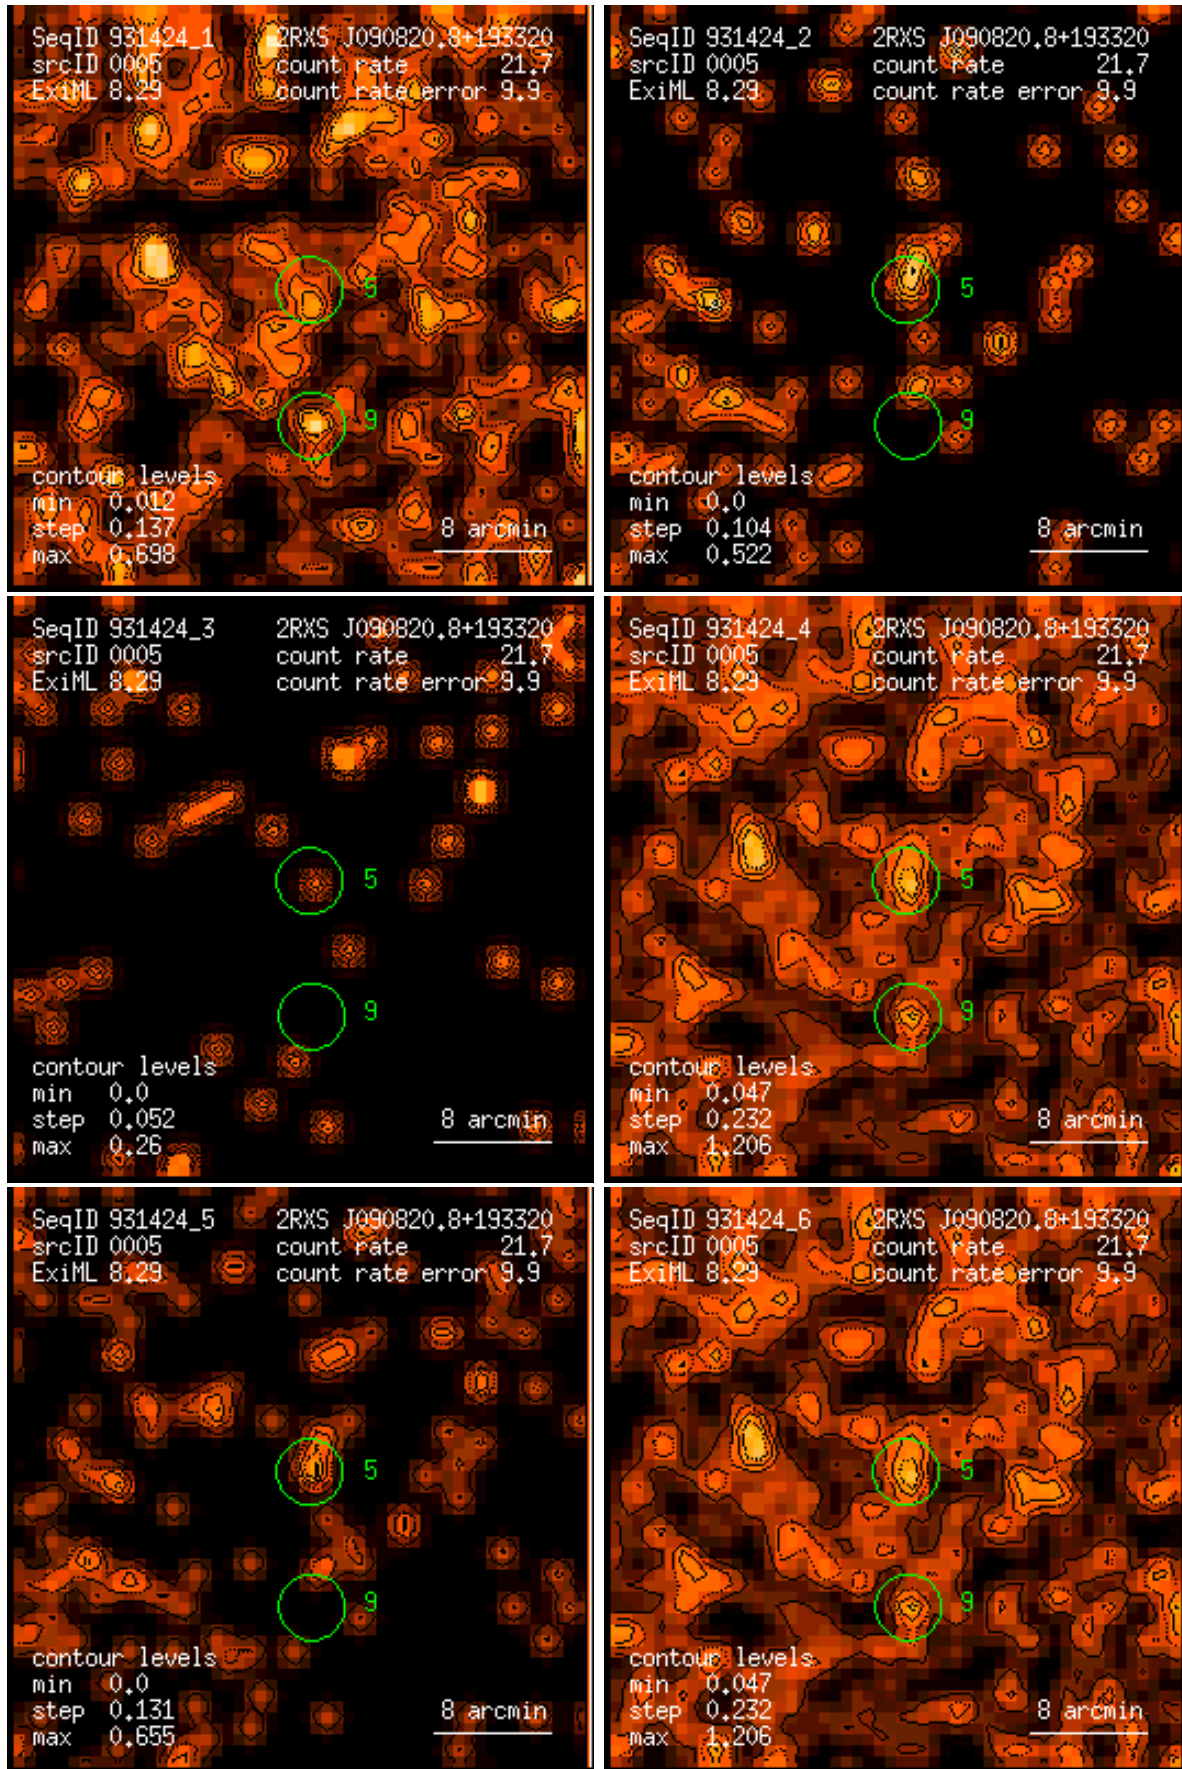 SeqID 931424_1 2RXS J090820.8+193320
srcID 0005 count rate 21.7
ExiML 8.29 count rate error 9.9
5
9
contour levels
min 0.012
step 0.137 8 arcmin
max 0.698
SeqID 931424_2 2RXS J090820.8+193320
srcID 0005 count rate 21.7
ExiML 8.29 count rate error 9.9
5
9
contour levels
min 0.0
step 0.104 8 arcmin
max 0.522
SeqID 931424_3 2RXS J090820.8+193320
srcID 0005 count rate 21.7
ExiML 8.29 count rate error 9.9
5
9
contour levels
min 0.0
step 0.052 8 arcmin
max 0.26
SeqID 931424_4 2RXS J090820.8+193320
srcID 0005 count rate 21.7
ExiML 8.29 count rate error 9.9
5
9
contour levels
min 0.047
step 0.232 8 arcmin
max 1.206
SeqID 931424_5 2RXS J090820.8+193320
srcID 0005 count rate 21.7
ExiML 8.29 count rate error 9.9
5
9
contour levels
min 0.0
step 0.131 8 arcmin
max 0.655
SeqID 931424_6 2RXS J090820.8+193320
srcID 0005 count rate 21.7
ExiML 8.29 count rate error 9.9
5
9
contour levels
min 0.047
step 0.232 8 arcmin
max 1.206